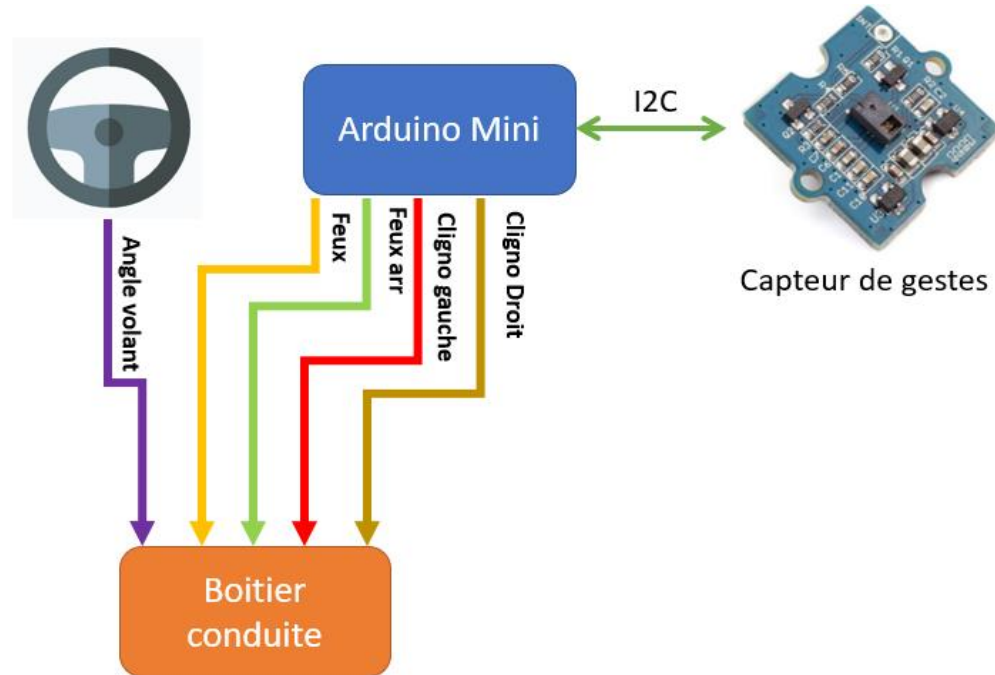 Arduino Mini
I2C
Capteur de gestes
Angle volant
Feux
Feux arr
Cligno gauche
Cligno Droit
Boitier
conduite